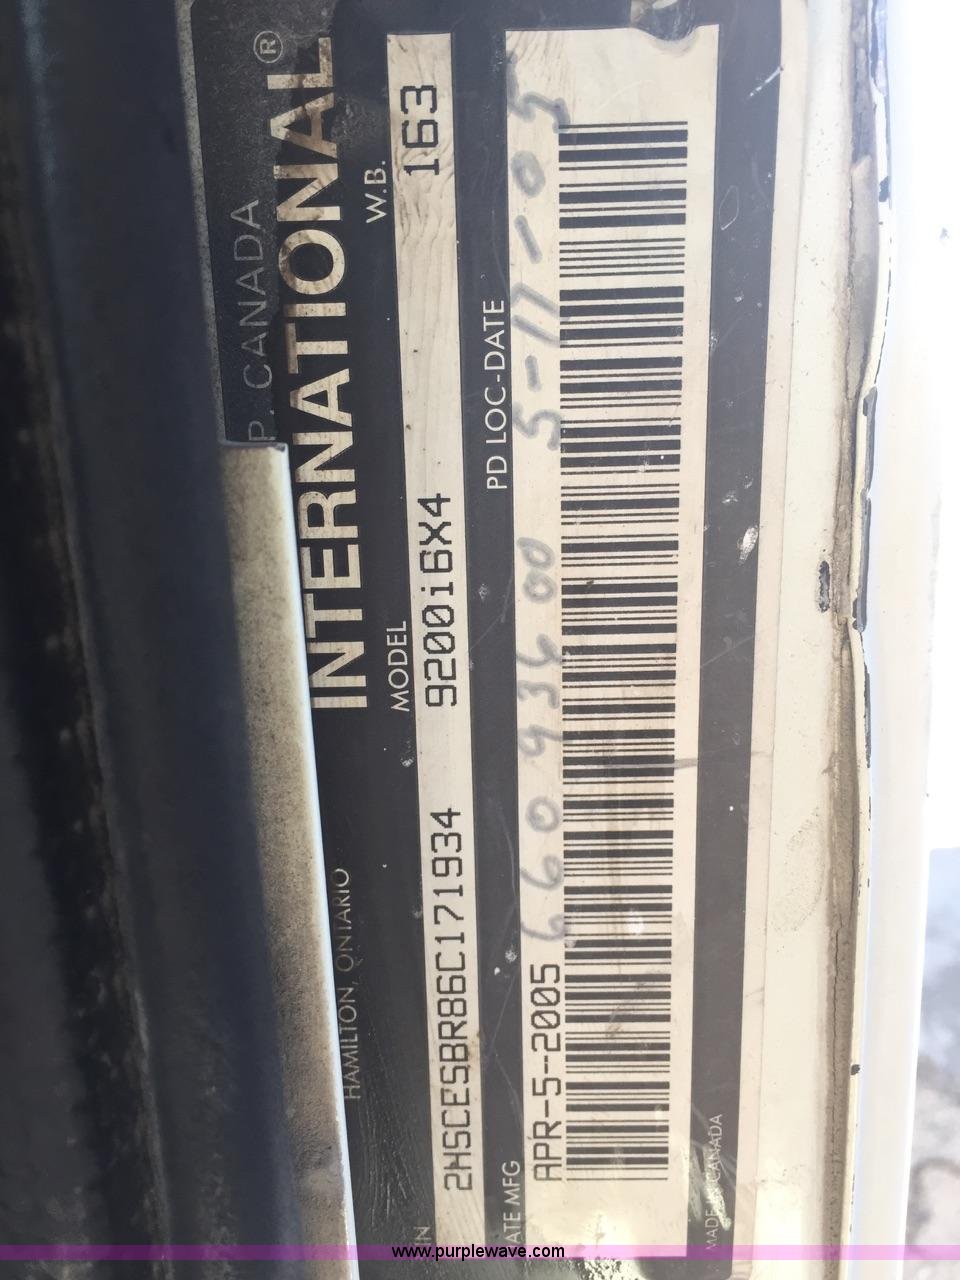 P. CANADA
INTERNATIONAL®
HAMILTON, ONTARIO
MODEL W.B.
2HSCESBR86C171934 9200i6X4 163
ATE MFG PD LOC-DATE
APR-5-2005 660936 00 5-17-05
MADE IN CANADA
www.purplewave.com